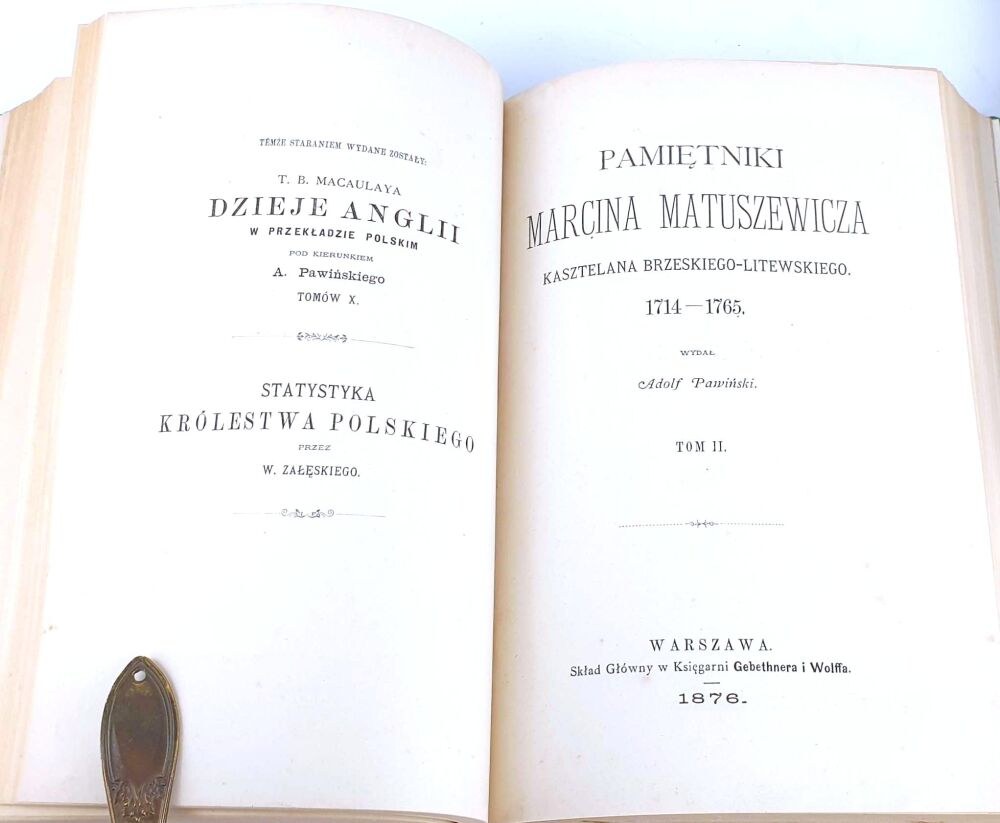 TEMŻE STARANIEM WYDANE ZOSTAŁY:
T. B. MACAULAYA
DZIEJE ANGLII
W PRZEKŁADZIE POLSKIM
POD KIERUNKIEM
A. Pawińskiego
TOMÓW X.
STATYSTYKA
KRÓLESTWA POLSKIEGO
PRZEZ
W. ZAŁĘSKIEGO.
PAMIĘTNIKI
MARCINA MATUSZEWICZA
KASZTELANA BRZESKIEGO-LITEWSKIEGO.
1714—1765.
WYDAŁ
Adolf Pawiński.
TOM II.
WARSZAWA.
Skład Główny w Księgarni Gebethnera i Wolffa.
1876.